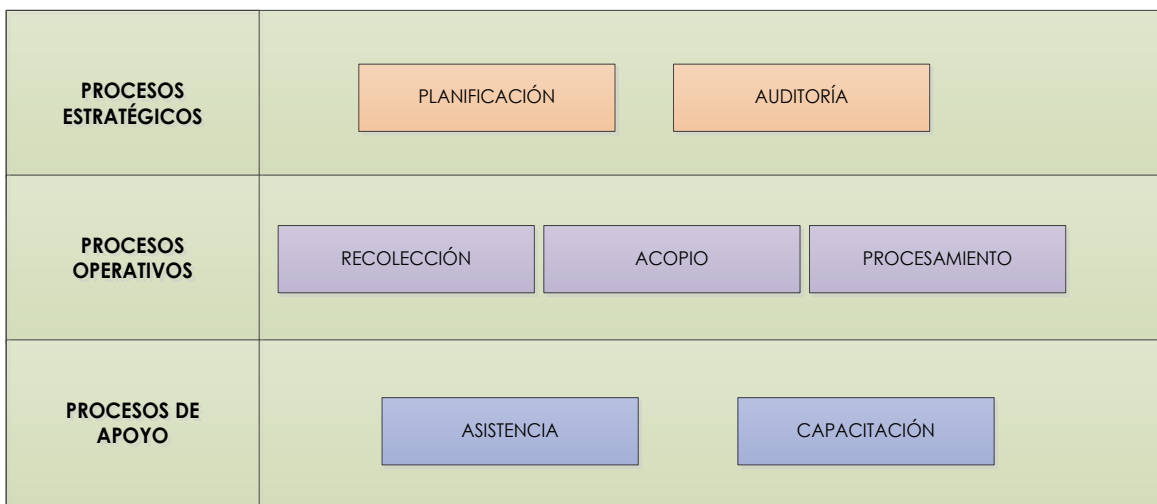 PROCESOS
ESTRATÉGICOS
PLANIFICACIÓN
AUDITORÍA
PROCESOS
OPERATIVOS
RECOLECCIÓN
ACOPIO
PROCESAMIENTO
PROCESOS DE
APOYO
ASISTENCIA
CAPACITACIÓN